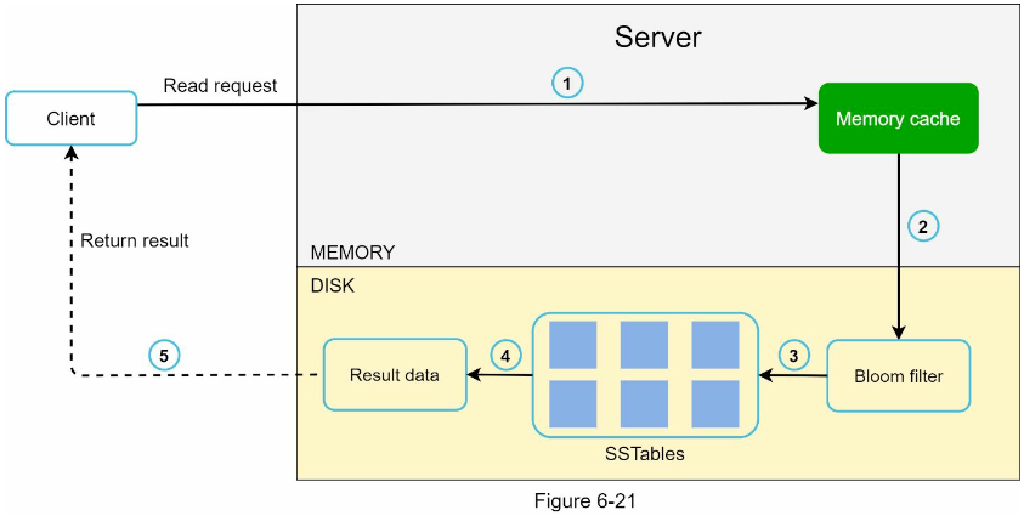 Server
Read request
1
Client
Memory cache
2
Return result
MEMORY
DISK
5
Result data
4
3
Bloom filter
SSTables
Figure 6-21